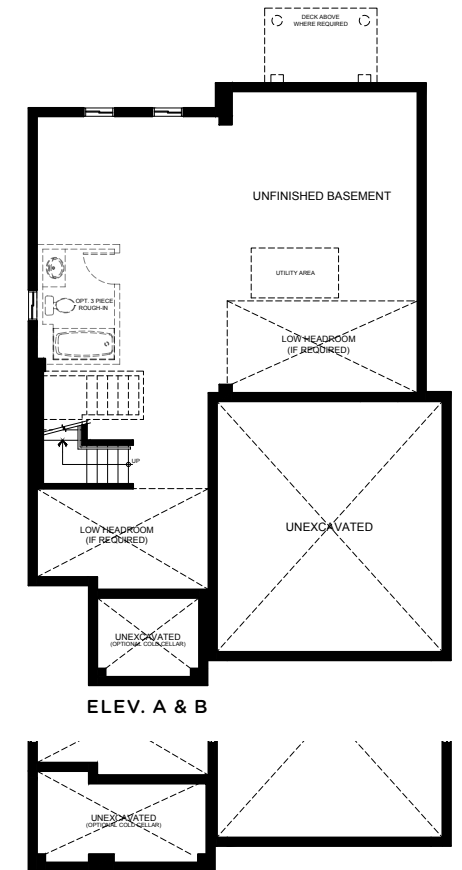 DECK ABOVE
WHERE REQUIRED
UNFINISHED BASEMENT
UTILITY AREA
OPT. 3 PIECE
ROUGH-IN
LOW HEADROOM
(IF REQUIRED)
UP
LOW HEADROOM
(IF REQUIRED)
UNEXCAVATED
UNEXCAVATED
(OPTIONAL COLD CELLAR)
ELEV. A & B
UNEXCAVATED
(OPTIONAL COLD CELLAR)